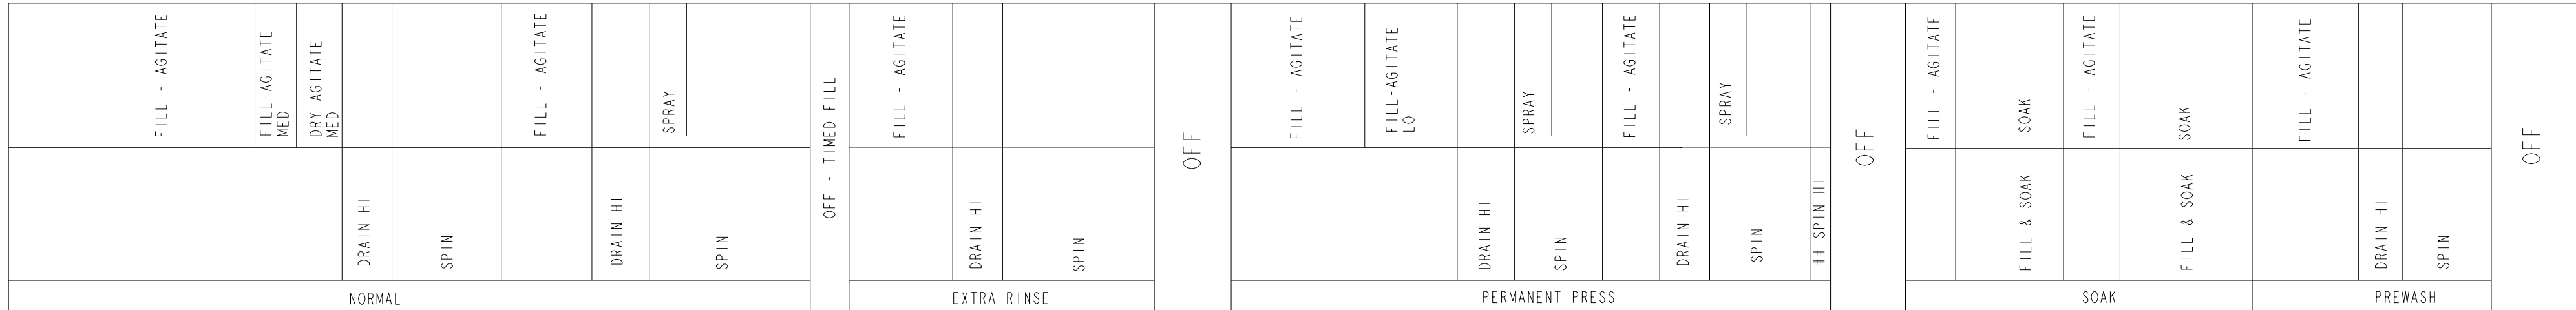 FILL - AGITATE
FILL-AGITATE
MED
DRY AGITATE
MED
FILL - AGITATE
SPRAY
DRAIN HI
SPIN
DRAIN HI
SPIN
NORMAL
OFF - TIMED FILL
FILL - AGITATE
DRAIN HI
SPIN
EXTRA RINSE
OFF
FILL - AGITATE
FILL-AGITATE
LO
SPRAY
FILL - AGITATE
SPRAY
DRAIN HI
SPIN
DRAIN HI
SPIN
## SPIN HI
PERMANENT PRESS
OFF
FILL - AGITATE
SOAK
FILL - AGITATE
SOAK
FILL & SOAK
FILL & SOAK
SOAK
FILL - AGITATE
DRAIN HI
SPIN
PREWASH
OFF